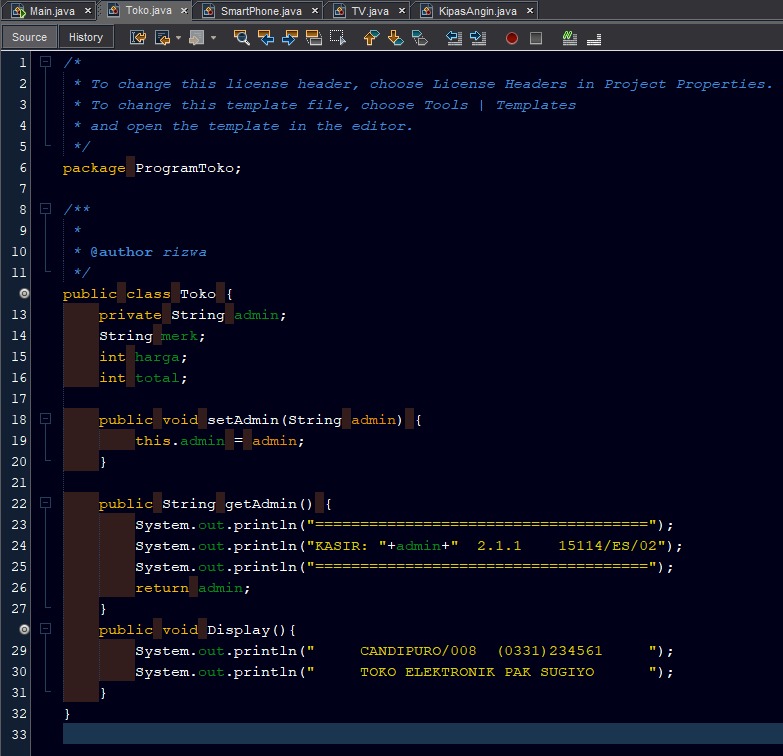 Main.java × Toko.java × SmartPhone.java × TV.java × KipasAngin.java ×
Source History
1 /*
2  * To change this license header, choose License Headers in Project Properties.
3  * To change this template file, choose Tools | Templates
4  * and open the template in the editor.
5  */
6 package ProgramToko;
7
8 /**
9  *
10  * @author rizwa
11  */
public class Toko {
13     private String admin;
14     String merk;
15     int harga;
16     int total;
17
18     public void setAdmin(String admin) {
19         this.admin = admin;
20     }
21
22     public String getAdmin() {
23         System.out.println("=====================================");
24         System.out.println("KASIR: "+admin+"  2.1.1    15114/ES/02");
25         System.out.println("=====================================");
26         return admin;
27     }
    public void Display(){
29         System.out.println("     CANDIPURO/008  (0331)234561     ");
30         System.out.println("     TOKO ELEKTRONIK PAK SUGIYO      ");
31     }
32 }
33